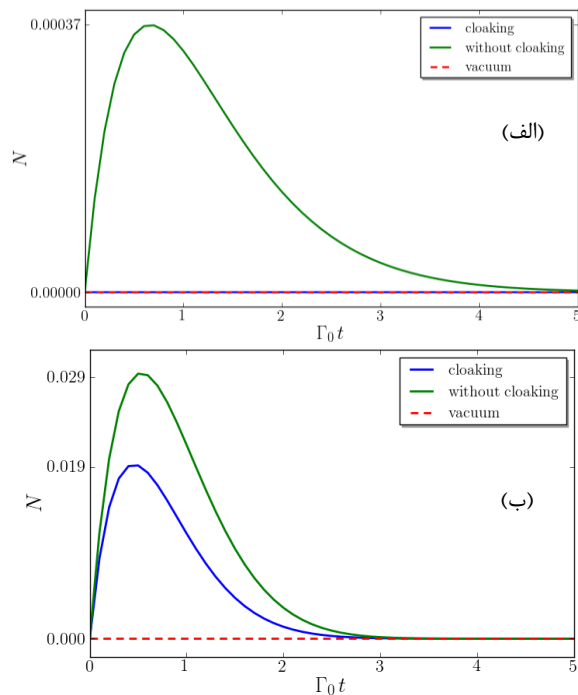 0.00037
cloaking
without cloaking
vacuum
(الف)
N
0.00000
0 1 2 3 4 5
Γ₀ t
0.029
cloaking
without cloaking
vacuum
0.019
(ب)
N
0.000
0 1 2 3 4 5
Γ₀ t